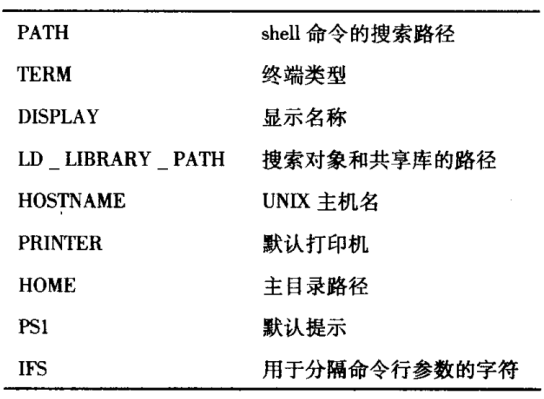 PATH shell 命令的搜索路径
TERM 终端类型
DISPLAY 显示名称
LD _ LIBRARY _ PATH 搜索对象和共享库的路径
HOSTNAME UNIX 主机名
PRINTER 默认打印机
HOME 主目录路径
PS1 默认提示
IFS 用于分隔命令行参数的字符